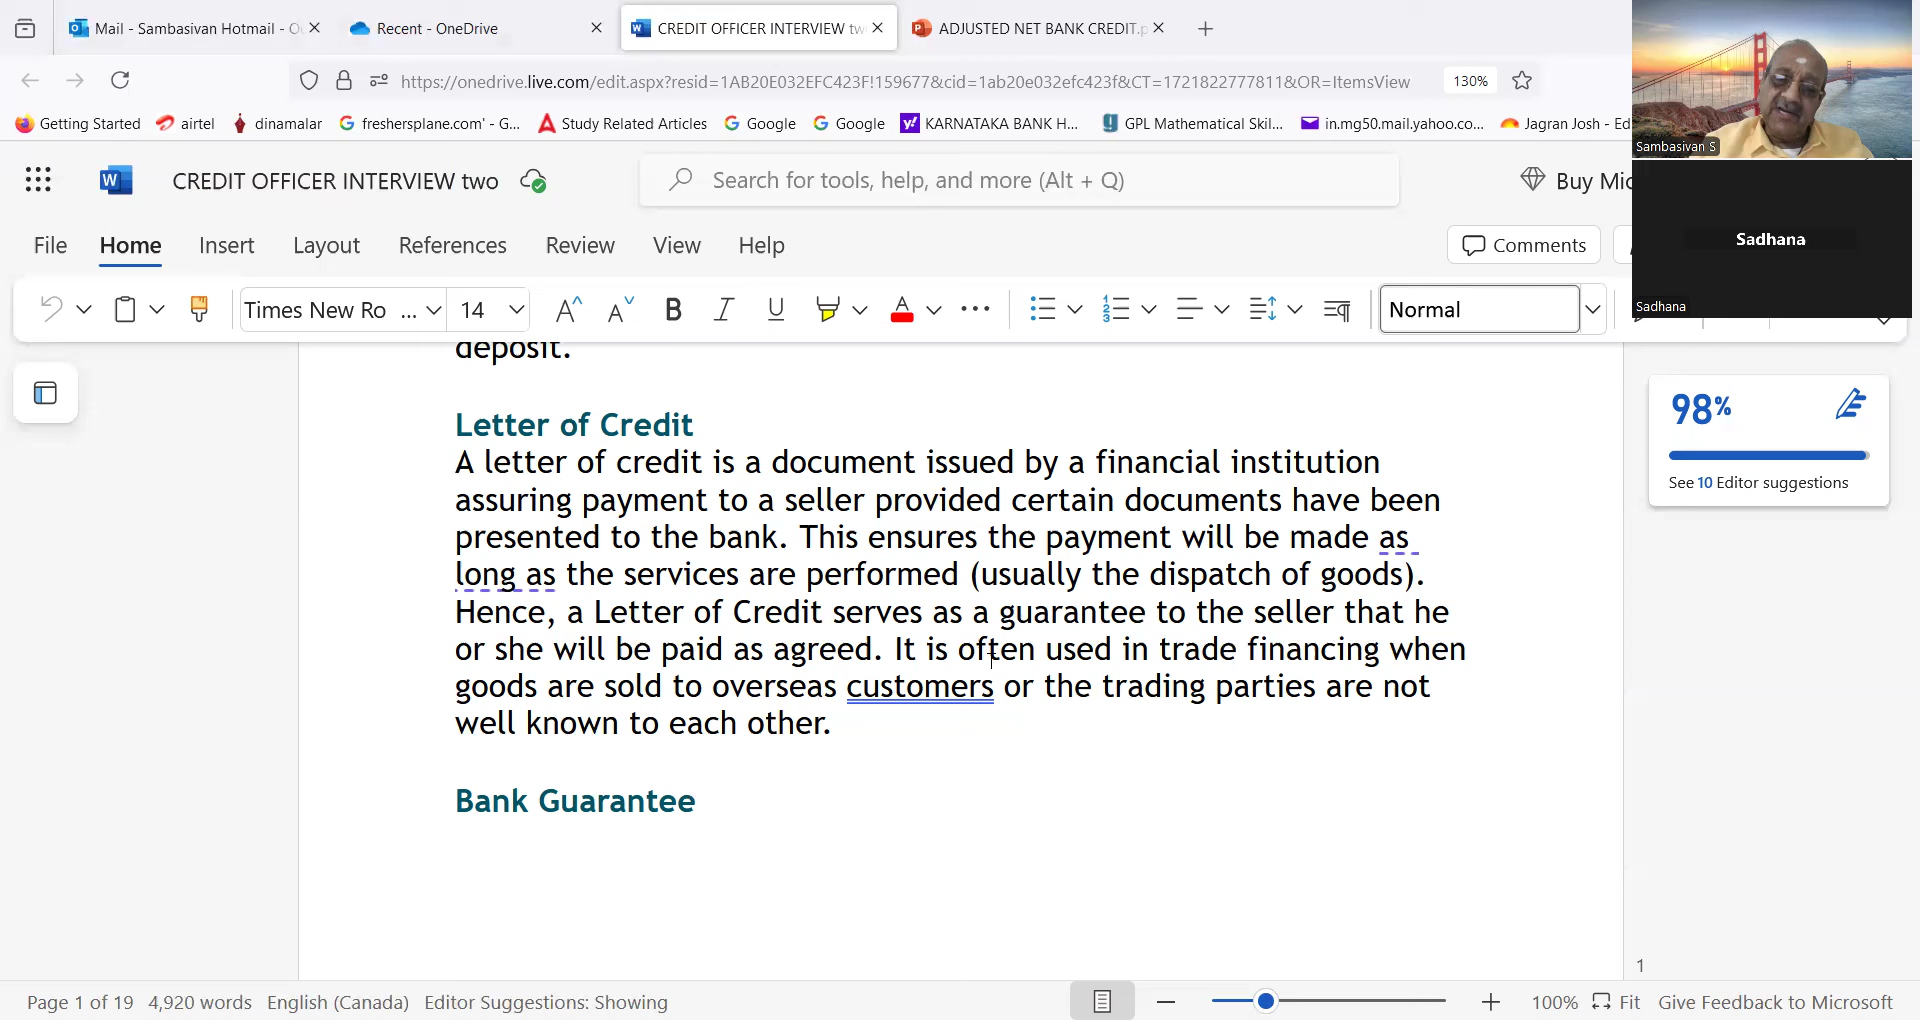 Mail - Sambasivan Hotmail - O
Recent - OneDrive
CREDIT OFFICER INTERVIEW tw
ADJUSTED NET BANK CREDIT.p
https://onedrive.live.com/edit.aspx?resid=1AB20E032EFC423F!159677&cid=1ab20e032efc423f&CT=1721822777811&OR=ItemsView
130%
Getting Started
airtel
dinamalar
freshersplane.com' - G...
Study Related Articles
Google
Google
KARNATAKA BANK H...
GPL Mathematical Skil...
in.mg50.mail.yahoo.co...
Jagran Josh - Ed
Sambasivan S
CREDIT OFFICER INTERVIEW two
Search for tools, help, and more (Alt + Q)
Buy Mic
Sadhana
Sadhana
File
Home
Insert
Layout
References
Review
View
Help
Comments
Times New Ro ...
14
Normal
deposit.
Letter of Credit
A letter of credit is a document issued by a financial institution
assuring payment to a seller provided certain documents have been
presented to the bank. This ensures the payment will be made as
long as the services are performed (usually the dispatch of goods).
Hence, a Letter of Credit serves as a guarantee to the seller that he
or she will be paid as agreed. It is often used in trade financing when
goods are sold to overseas customers or the trading parties are not
well known to each other.
Bank Guarantee
98%
See 10 Editor suggestions
1
Page 1 of 19
4,920 words
English (Canada)
Editor Suggestions: Showing
100%
Fit
Give Feedback to Microsoft